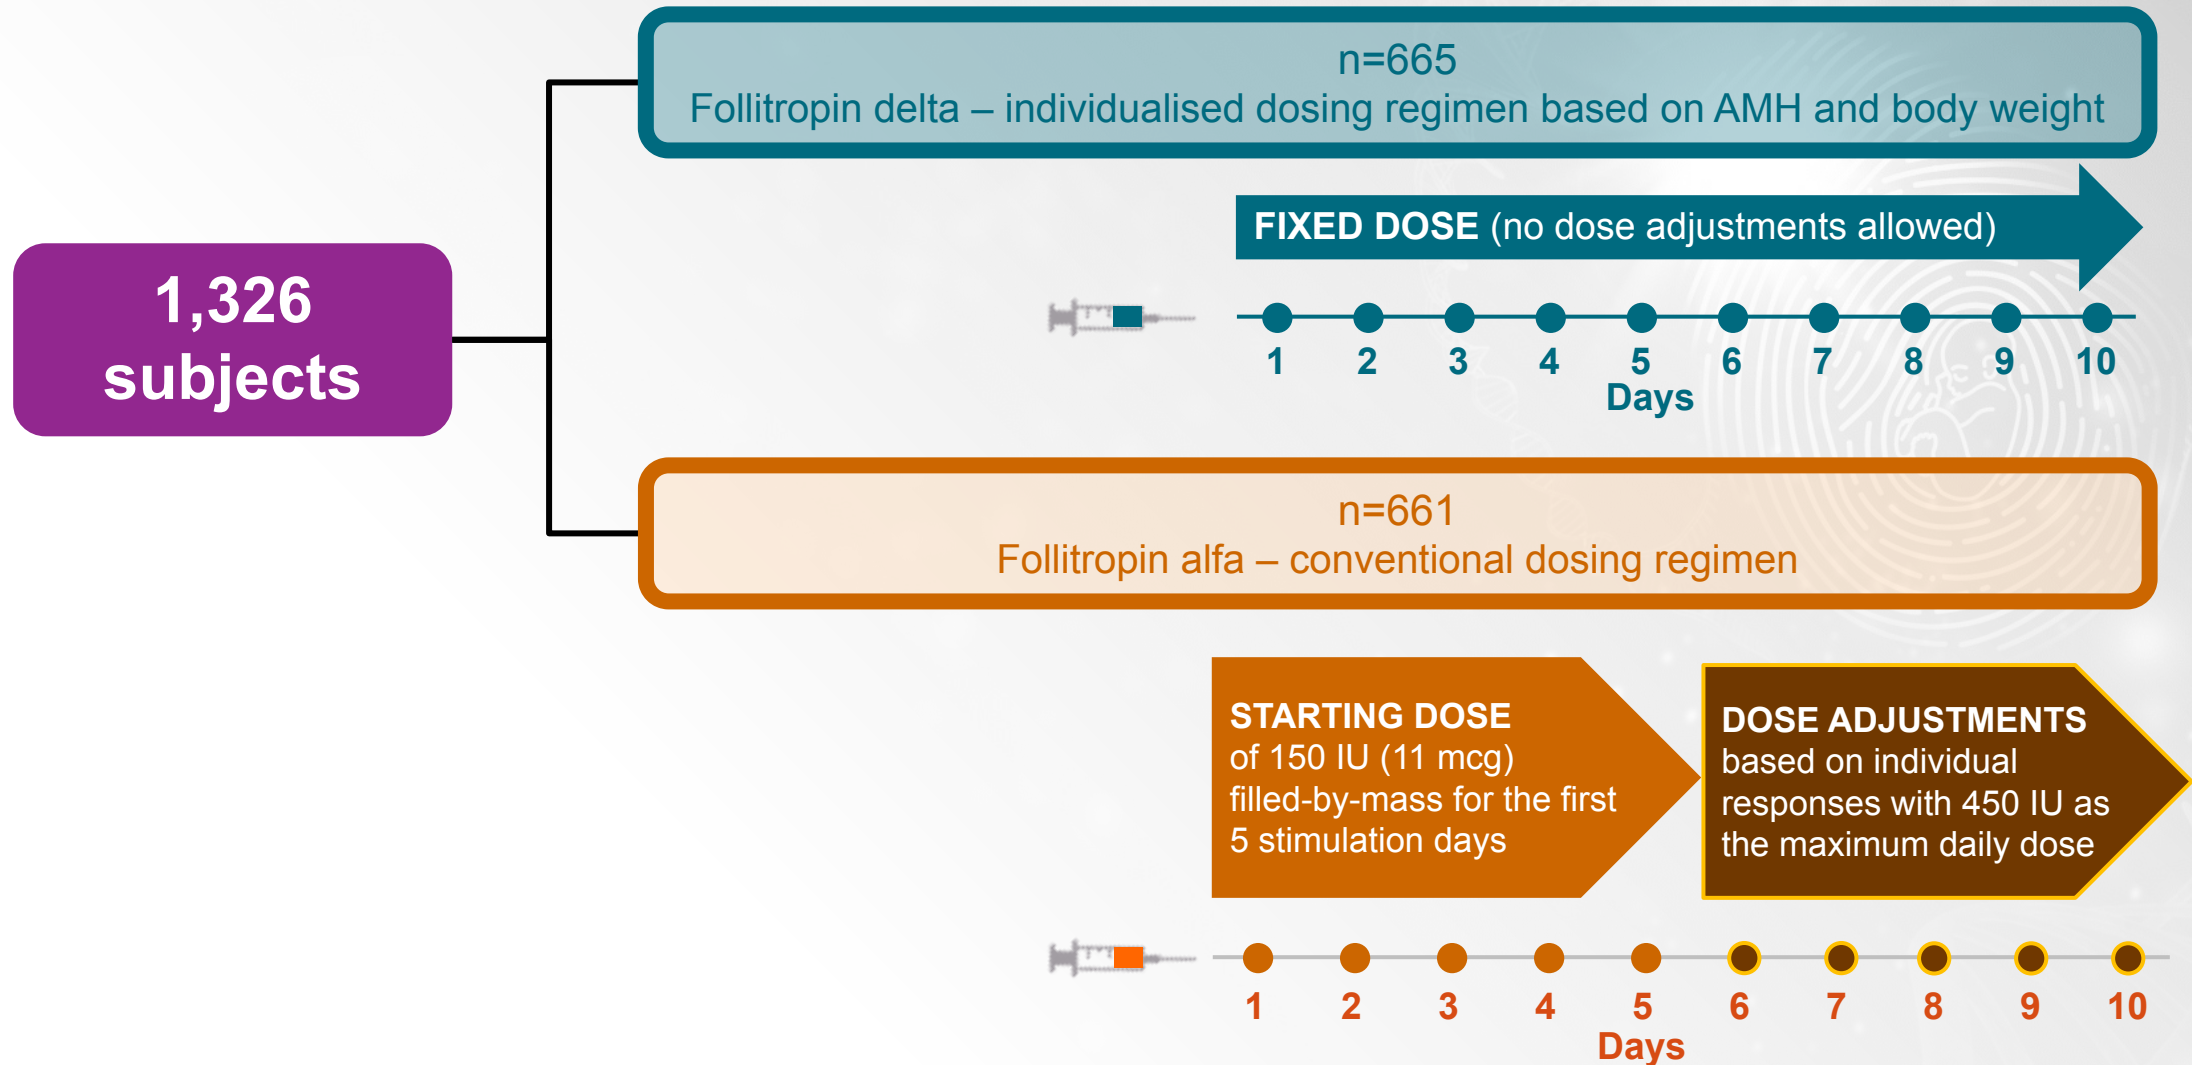 1,326
subjects
n=665
Follitropin delta – individualised dosing regimen based on AMH and body weight
FIXED DOSE (no dose adjustments allowed)
1 2 3 4 5 6 7 8 9 10
Days
n=661
Follitropin alfa – conventional dosing regimen
STARTING DOSE
of 150 IU (11 mcg)
filled-by-mass for the first
5 stimulation days
DOSE ADJUSTMENTS
based on individual
responses with 450 IU as
the maximum daily dose
1 2 3 4 5 6 7 8 9 10
Days